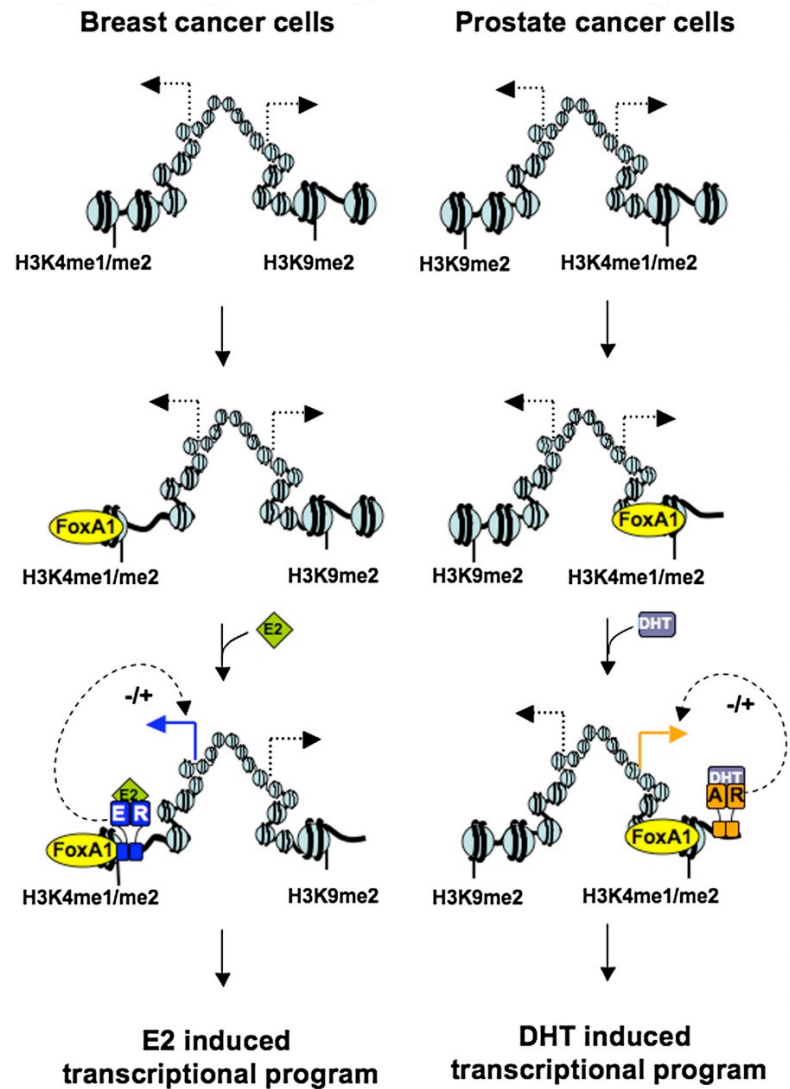 Breast cancer cells
Prostate cancer cells
H3K4me1/me2
H3K9me2
H3K9me2
H3K4me1/me2
FoxA1
FoxA1
H3K4me1/me2
H3K9me2
H3K9me2
H3K4me1/me2
E2
DHT
-/+
-/+
E2
E R
DHT
A R
FoxA1
FoxA1
H3K4me1/me2
H3K9me2
H3K9me2
H3K4me1/me2
E2 induced
transcriptional program
DHT induced
transcriptional program